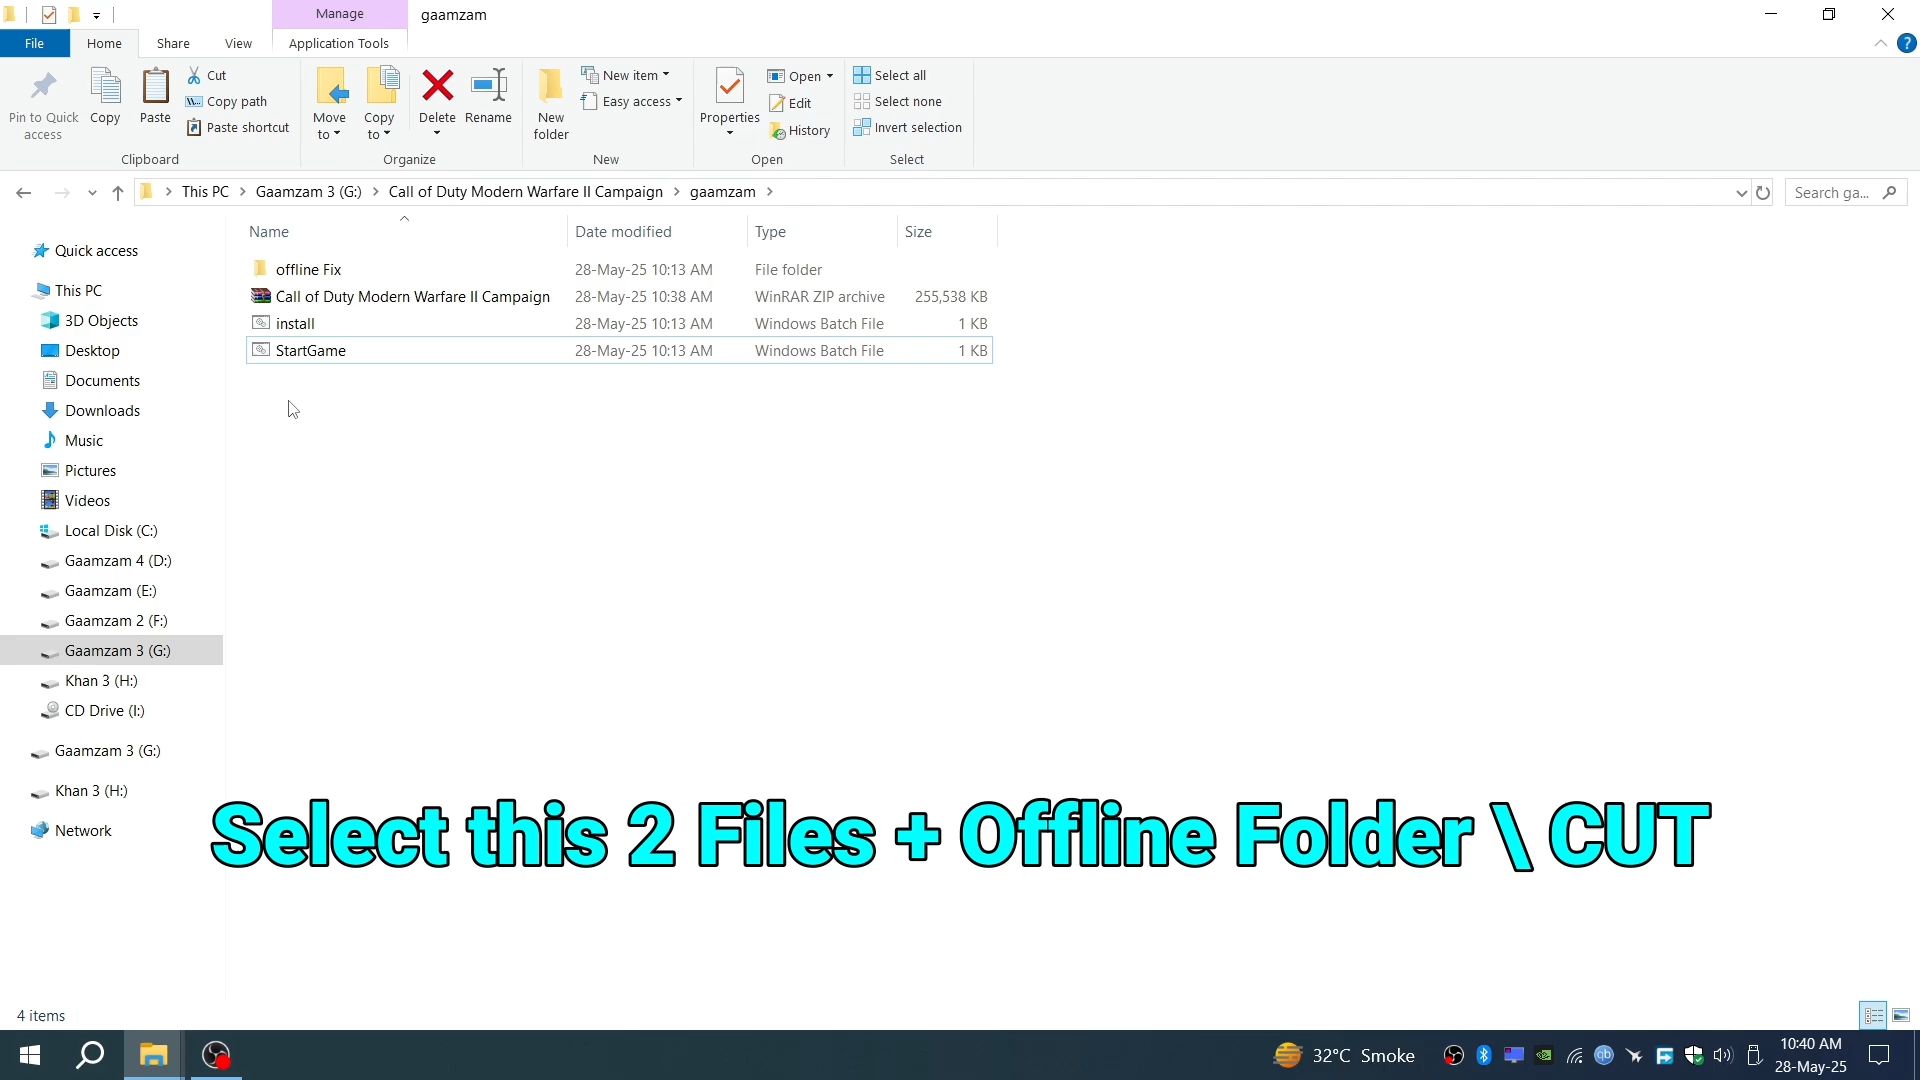 Manage
gaamzam
File
Home
Share
View
Application Tools
Pin to Quick access
Copy
Paste
Cut
Copy path
Paste shortcut
Clipboard
Move to
Copy to
Delete
Rename
Organize
New folder
New item
Easy access
New
Properties
Open
Edit
History
Open
Select all
Select none
Invert selection
Select
This PC
Gaamzam 3 (G:)
Call of Duty Modern Warfare II Campaign
gaamzam
Search ga...
Name
Date modified
Type
Size
offline Fix 28-May-25 10:13 AM File folder
Call of Duty Modern Warfare II Campaign 28-May-25 10:38 AM WinRAR ZIP archive 255,538 KB
install 28-May-25 10:13 AM Windows Batch File 1 KB
StartGame 28-May-25 10:13 AM Windows Batch File 1 KB
Quick access
This PC
3D Objects
Desktop
Documents
Downloads
Music
Pictures
Videos
Local Disk (C:)
Gaamzam 4 (D:)
Gaamzam (E:)
Gaamzam 2 (F:)
Gaamzam 3 (G:)
Khan 3 (H:)
CD Drive (I:)
Gaamzam 3 (G:)
Khan 3 (H:)
Network
Select this 2 Files + Offline Folder \ CUT
4 items
32°C Smoke
qb
10:40 AM
28-May-25